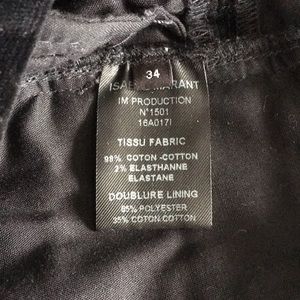 34
ISABEL MARANT
IM PRODUCTION
N°1501
16A017I
TISSU FABRIC
98% COTON-COTTON
2% ELASTHANNE
ELASTANE
DOUBLURE LINING
65% POLYESTER
35% COTON.COTTON